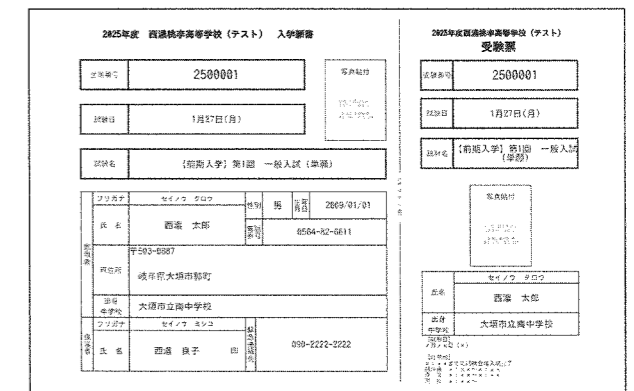 2025年度 西濃桃李高等学校（テスト） 入学願書
受験番号 2500001 写真貼付
試験日 1月27日(月)
試験名 【前期入学】第1回 一般入試（単願）
フリガナ セイノウ タロウ 性別 男 生年月日 2009/01/01
氏 名 西濃 太郎 0584-82-6611
〒503-0887
現住所 岐阜県大垣市郭町
出身中学校 大垣市立南中学校
フリガナ セイノウ ヨシコ
氏 名 西濃 良子 印 090-2222-2222
2025年度西濃桃李高等学校（テスト）
受験票
受験番号 2500001
試験日 1月27日(月)
試験名 【前期入学】第1回 一般入試
（単願）
写真貼付
セイノウ タロウ
氏名 西濃 太郎
出身
中学校 大垣市立南中学校